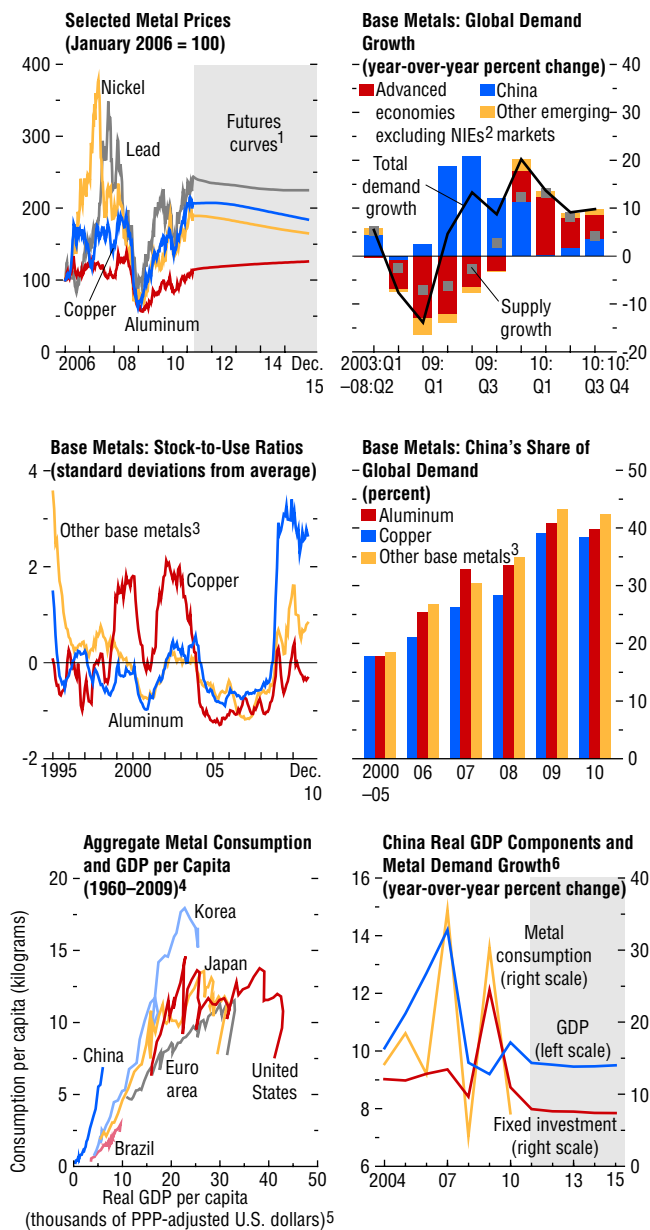 Selected Metal Prices
(January 2006 = 100)
400
Nickel
300
Lead
Futures
curves1
200
100
Copper
Aluminum
0
2006 08 10 12 14 Dec.
15
Base Metals: Global Demand
Growth
(year-over-year percent change)
40
Advanced
economies
excluding NIEs2
China
Other emerging
markets
30
Total
demand
growth
20
10
0
Supply
growth
-10
-20
2003:Q1
–08:Q2
09:
Q1
09:
Q3
10:
Q1
10:
Q3
10:
Q4
Base Metals: Stock-to-Use Ratios
(standard deviations from average)
4
Other base metals3
Copper
2
0
Aluminum
-2
1995 2000 05 Dec.
10
Base Metals: China’s Share of
Global Demand
(percent)
50
Aluminum
Copper
Other base metals3
40
30
20
10
0
2000
–05
06 07 08 09 10
Aggregate Metal Consumption
and GDP per Capita
(1960–2009)4
20
Korea
15
Japan
10
China
Euro
area
United
States
5
Brazil
0
0 10 20 30 40 50
Consumption per capita (kilograms)
Real GDP per capita
(thousands of PPP-adjusted U.S. dollars)5
China Real GDP Components and
Metal Demand Growth6
(year-over-year percent change)
16
14
12
10
8
6
40
30
20
10
0
Metal
consumption
(right scale)
GDP
(left scale)
Fixed investment
(right scale)
2004 07 10 13 15